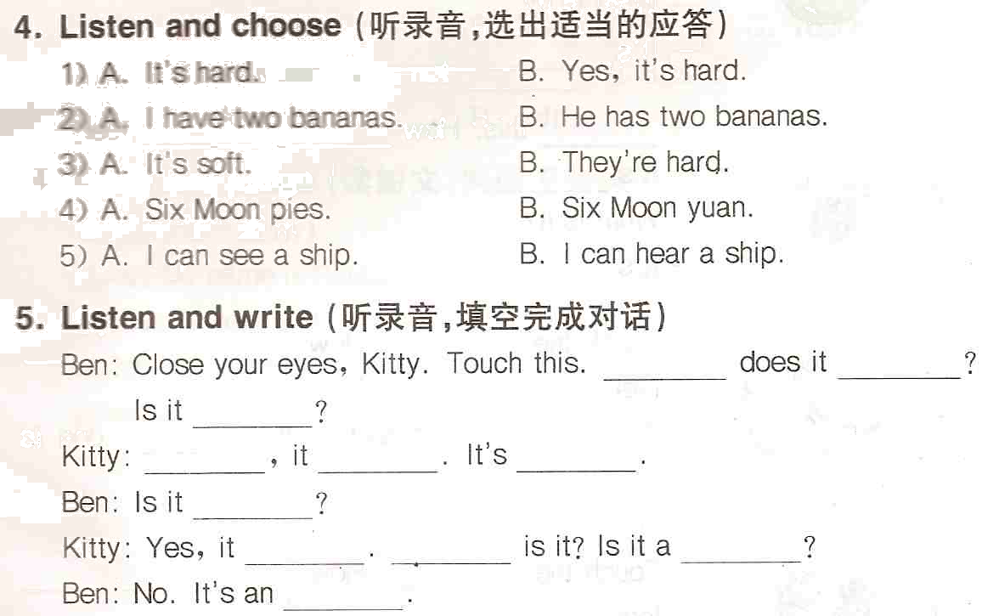 4. Listen and choose (听录音,选出适当的应答)
1) A. It's hard. B. Yes, it's hard.
2) A. I have two bananas. B. He has two bananas.
3) A. It's soft. B. They're hard.
4) A. Six Moon pies. B. Six Moon yuan.
5) A. I can see a ship. B. I can hear a ship.
5. Listen and write (听录音,填空完成对话)
Ben: Close your eyes, Kitty. Touch this. ________ does it ________?
Is it ________?
Kitty: ________, it ________. It's ________.
Ben: Is it ________?
Kitty: Yes, it ________. ________ is it? Is it a ________?
Ben: No. It's an ________.